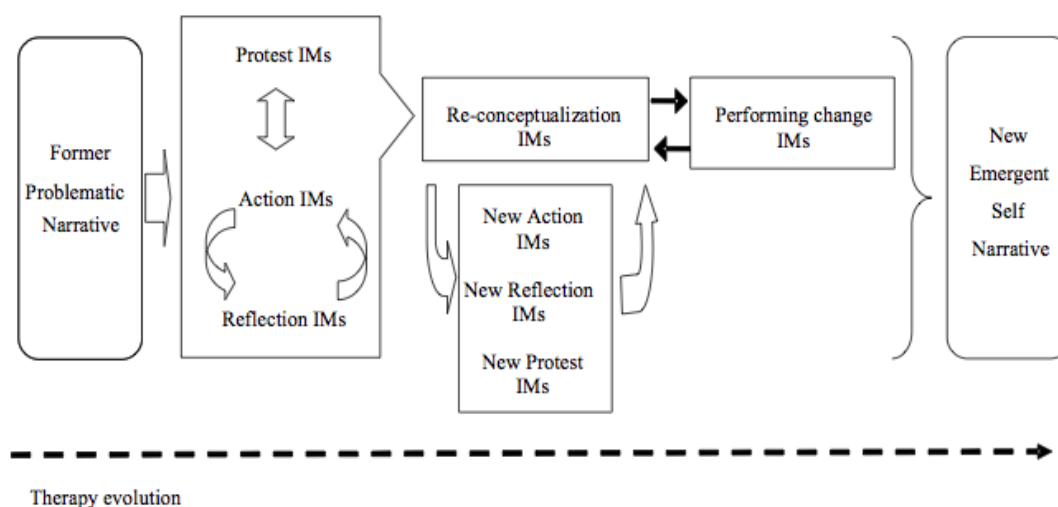 Former
Problematic
Narrative
Protest IMs
Action IMs
Reflection IMs
Re-conceptualization
IMs
Performing change
IMs
New Action
IMs
New Reflection
IMs
New Protest
IMs
New
Emergent
Self
Narrative
Therapy evolution